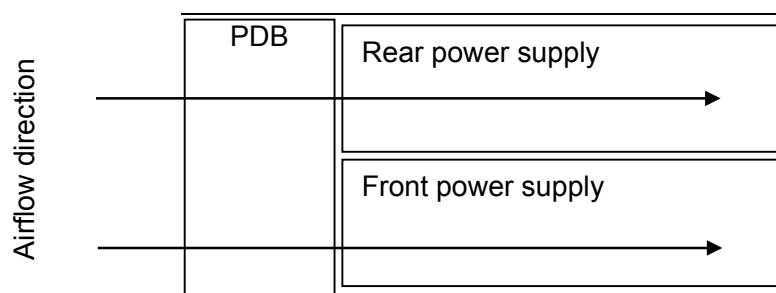 PDB
Rear power supply
Front power supply
Airflow direction